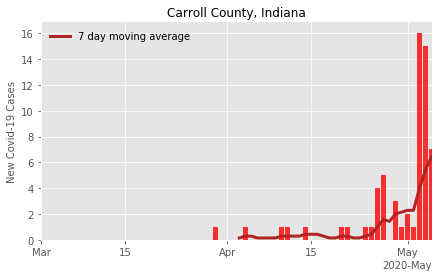 Carroll County, Indiana
7 day moving average
New Covid-19 Cases
16
14
12
10
8
6
4
2
0
Mar 15 Apr 15 May
2020-May